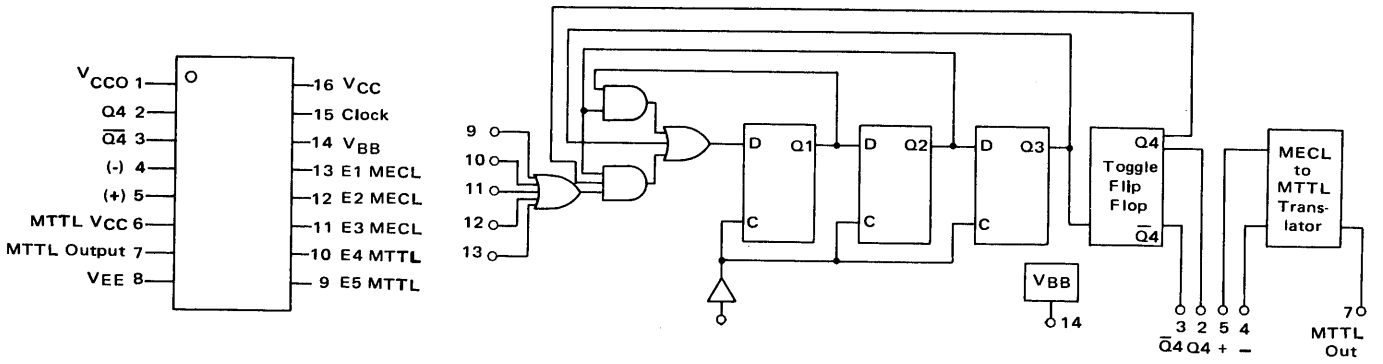 VCCO 1
Q4 2
Q4 3
(-) 4
(+) 5
MTTL VCC 6
MTTL Output 7
VEE 8
16 VCC
15 Clock
14 VBB
13 E1 MECL
12 E2 MECL
11 E3 MECL
10 E4 MTTL
9 E5 MTTL
9
10
11
12
13
D Q1
C
D Q2
C
D Q3
C
VBB
14
Q4
Toggle
Flip
Flop
Q4
MECL
to
MTTL
Trans-
lator
3 2 5 4
Q4 Q4 + –
7
MTTL
Out